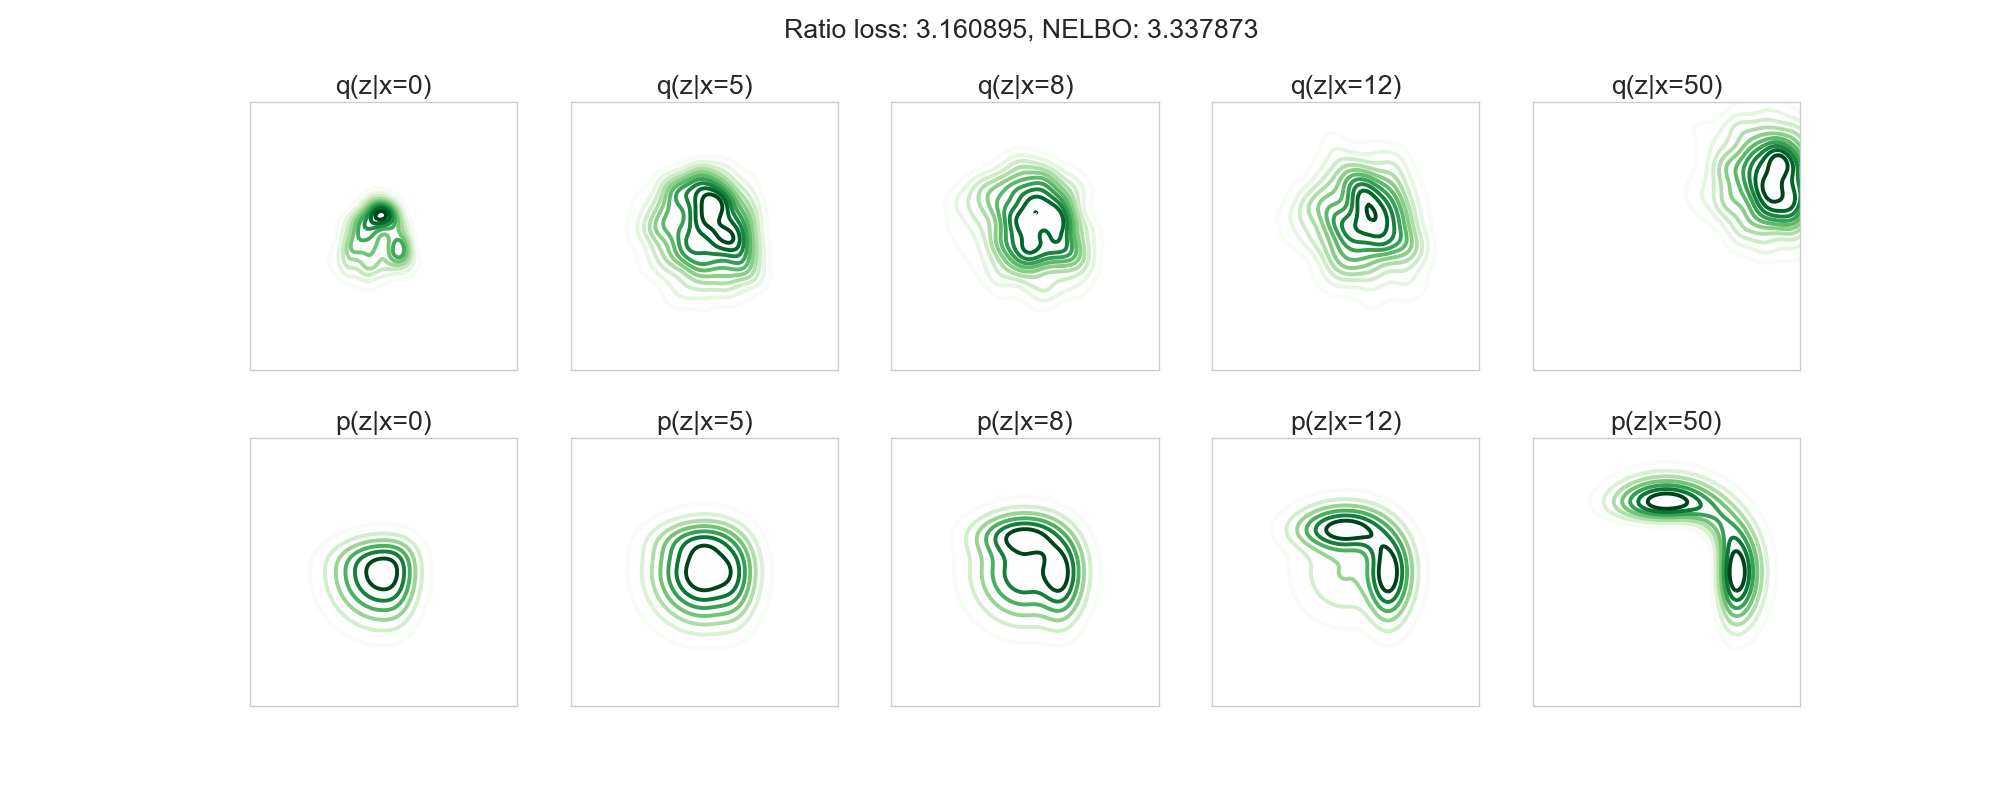 Ratio loss: 3.160895, NELBO: 3.337873
q(z|x=0) q(z|x=5) q(z|x=8) q(z|x=12) q(z|x=50)
p(z|x=0) p(z|x=5) p(z|x=8) p(z|x=12) p(z|x=50)